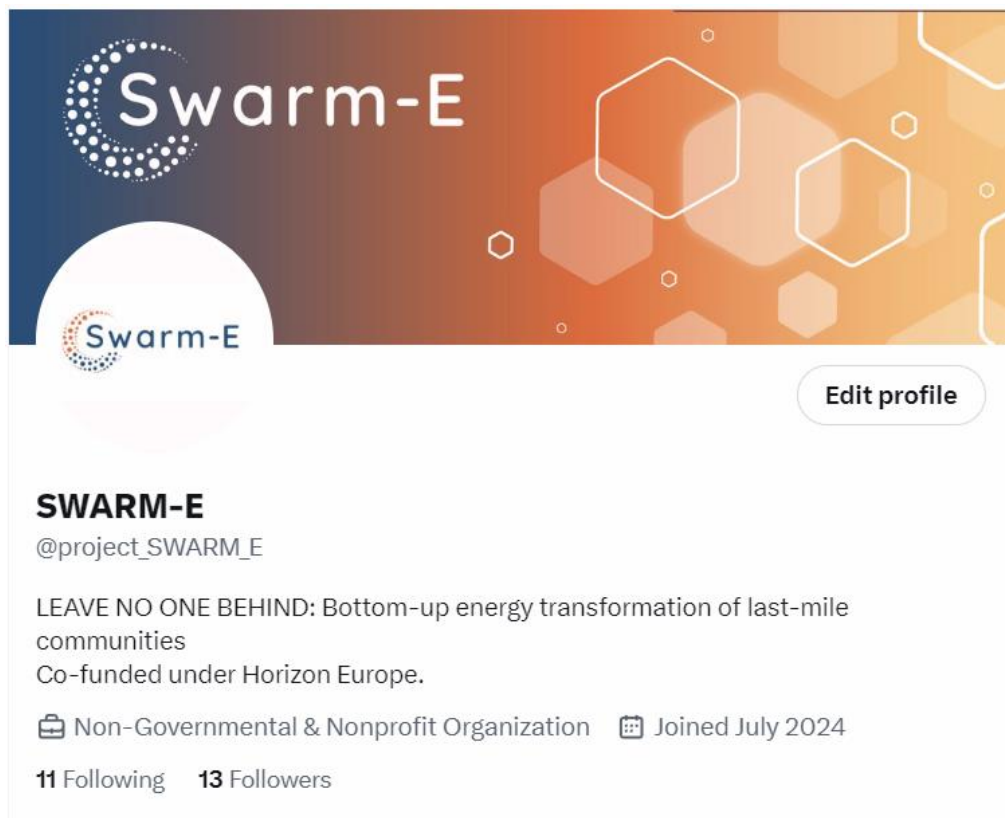 Swarm-E
Swarm-E
Edit profile
SWARM-E
@project_SWARM_E
LEAVE NO ONE BEHIND: Bottom-up energy transformation of last-mile
communities
Co-funded under Horizon Europe.
Non-Governmental & Nonprofit Organization Joined July 2024
11 Following 13 Followers